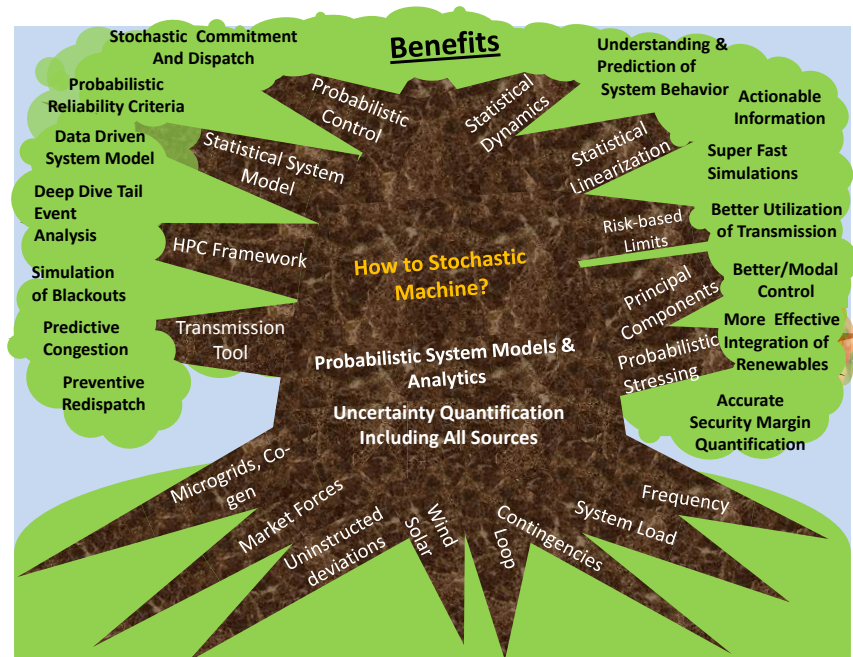 Benefits
Stochastic Commitment
And Dispatch
Probabilistic
Reliability Criteria
Data Driven
System Model
Deep Dive Tail
Event
Analysis
Simulation
of Blackouts
Predictive
Congestion
Preventive
Redispatch
Understanding &
Prediction of
System Behavior
Actionable
Information
Super Fast
Simulations
Better Utilization
of Transmission
Better/Modal
Control
More Effective
Integration of
Renewables
Accurate
Security Margin
Quantification
Probabilistic
Control
Statistical System
Model
HPC Framework
Transmission
Tool
Statistical
Dynamics
Statistical
Linearization
Risk-based
Limits
Principal
Components
Probabilistic
Stressing
How to Stochastic
Machine?
Probabilistic System Models &
Analytics
Uncertainty Quantification
Including All Sources
Microgrids, Co-
gen
Market Forces
Uninstructed
deviations
Wind
Solar
Loop
Contingencies
System Load
Frequency